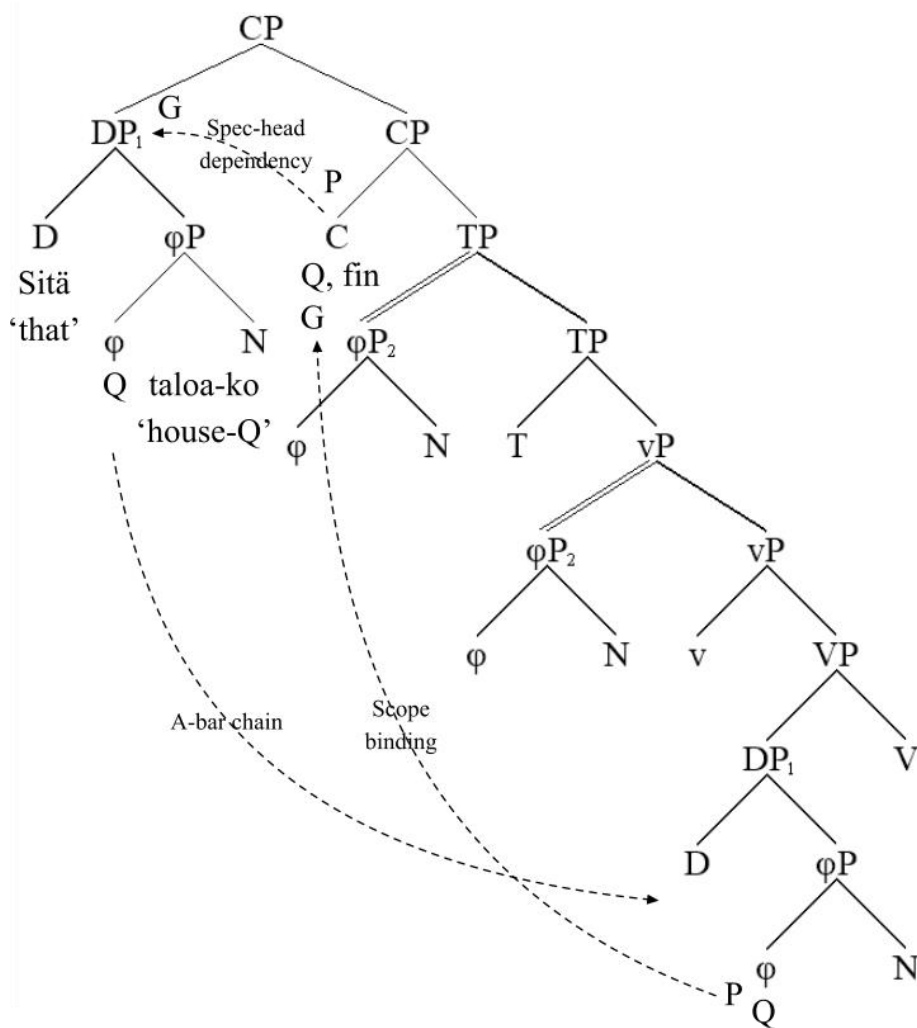 CP
G
DP₁ Spec-head CP
dependency
P
D φP C TP
Sitä Q, fin
'that' G
φ N φP₂ TP
Q taloa-ko
'house-Q'
φ N T vP
φP₂ vP
φ N v VP
A-bar chain Scope
binding
DP₁ V
D φP
φ N
P Q